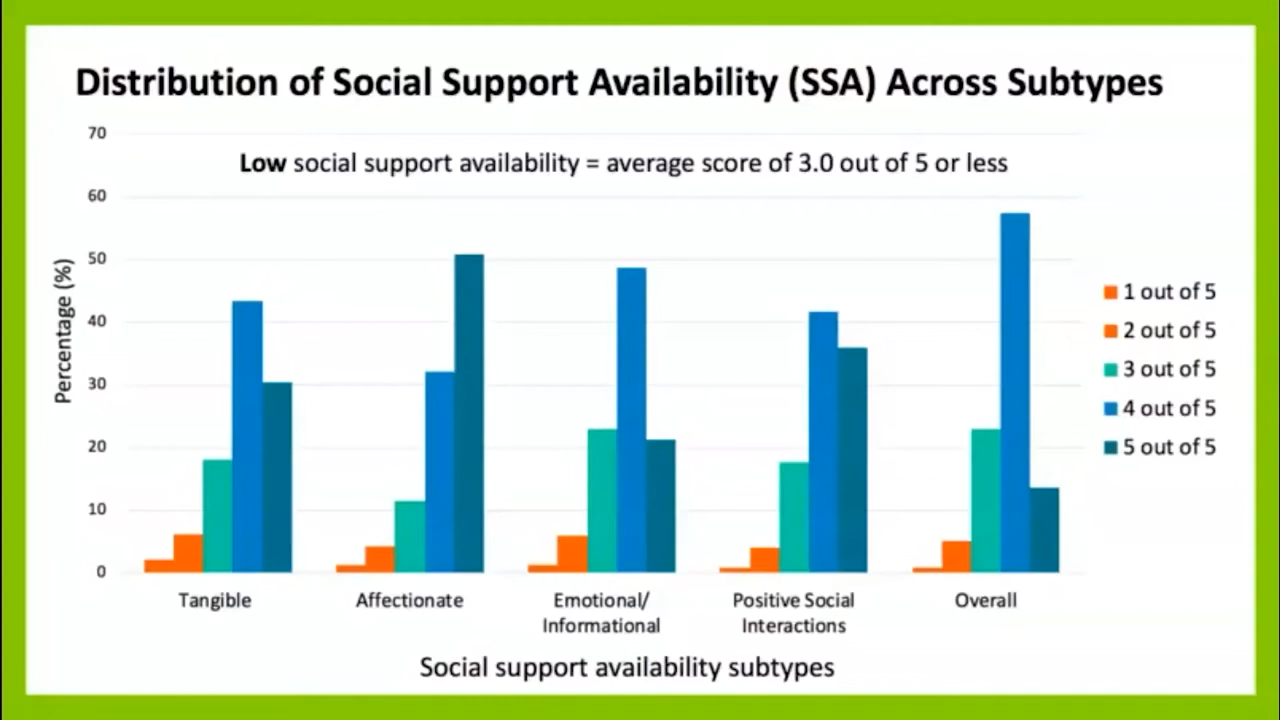 Distribution of Social Support Availability (SSA) Across Subtypes
Low social support availability = average score of 3.0 out of 5 or less
Percentage (%)
70
60
50
40
30
20
10
0
Tangible
Affectionate
Emotional/
Informational
Positive Social
Interactions
Overall
Social support availability subtypes
1 out of 5
2 out of 5
3 out of 5
4 out of 5
5 out of 5